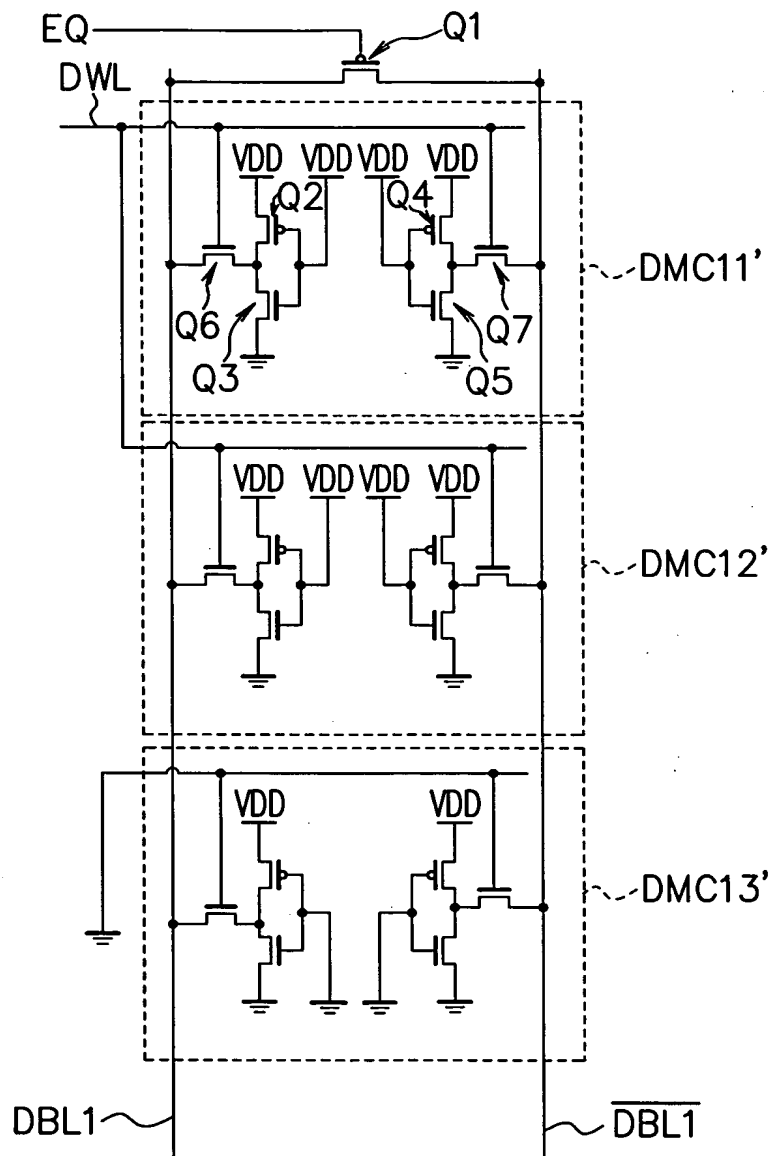 EQ
Q1
DWL
VDD VDD VDD VDD
Q2 Q4
DMC11'
Q6 Q7
Q3 Q5
VDD VDD VDD VDD
DMC12'
VDD VDD
DMC13'
DBL1 D̅B̅L̅1̅